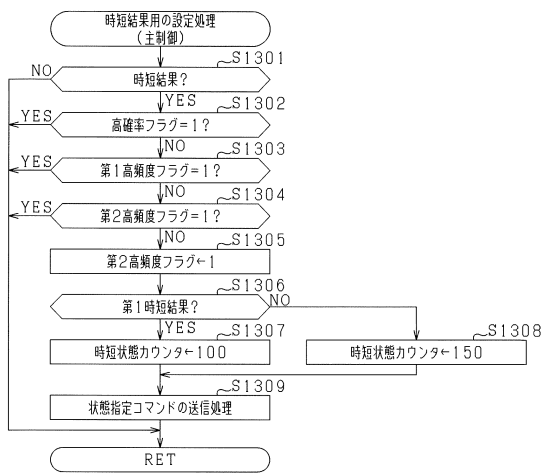 時短結果用の設定処理
(主制御)
S1301
時短結果?
NO
YES
S1302
高確率フラグ=1?
YES
NO
S1303
第1高頻度フラグ=1?
YES
NO
S1304
第2高頻度フラグ=1?
YES
NO
S1305
第2高頻度フラグ←1
S1306
第1時短結果?
NO
YES
S1307
時短状態カウンタ←100
S1308
時短状態カウンタ←150
S1309
状態指定コマンドの送信処理
RET